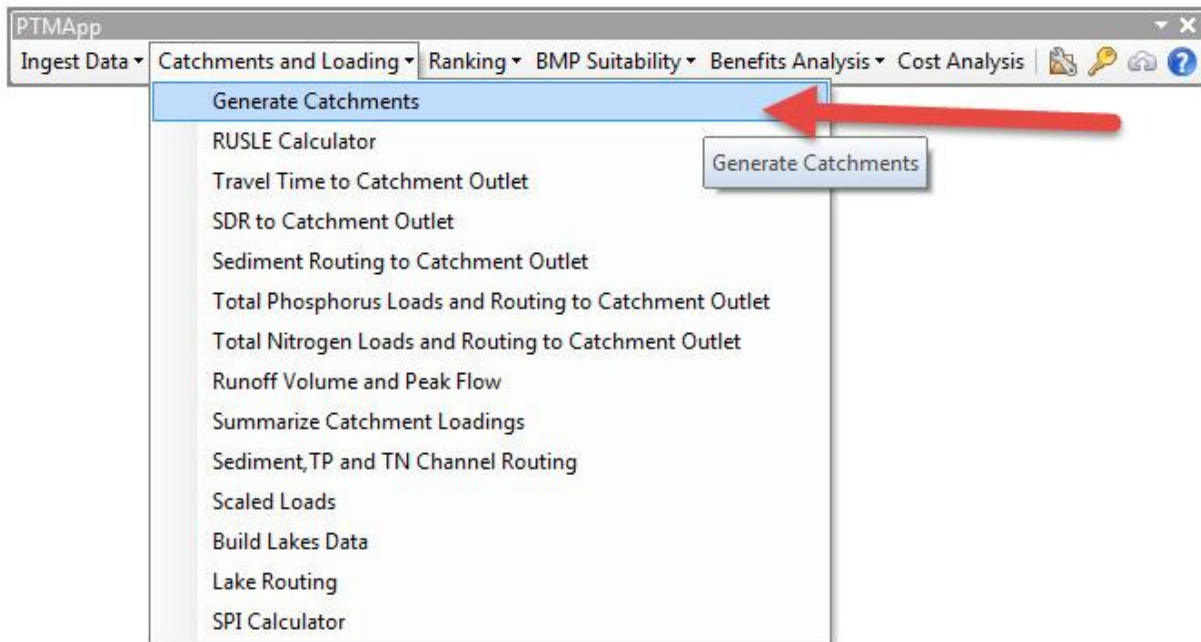 PTMApp
Ingest Data Catchments and Loading Ranking BMP Suitability Benefits Analysis Cost Analysis
Generate Catchments
RUSLE Calculator
Generate Catchments
Travel Time to Catchment Outlet
SDR to Catchment Outlet
Sediment Routing to Catchment Outlet
Total Phosphorus Loads and Routing to Catchment Outlet
Total Nitrogen Loads and Routing to Catchment Outlet
Runoff Volume and Peak Flow
Summarize Catchment Loadings
Sediment,TP and TN Channel Routing
Scaled Loads
Build Lakes Data
Lake Routing
SPI Calculator